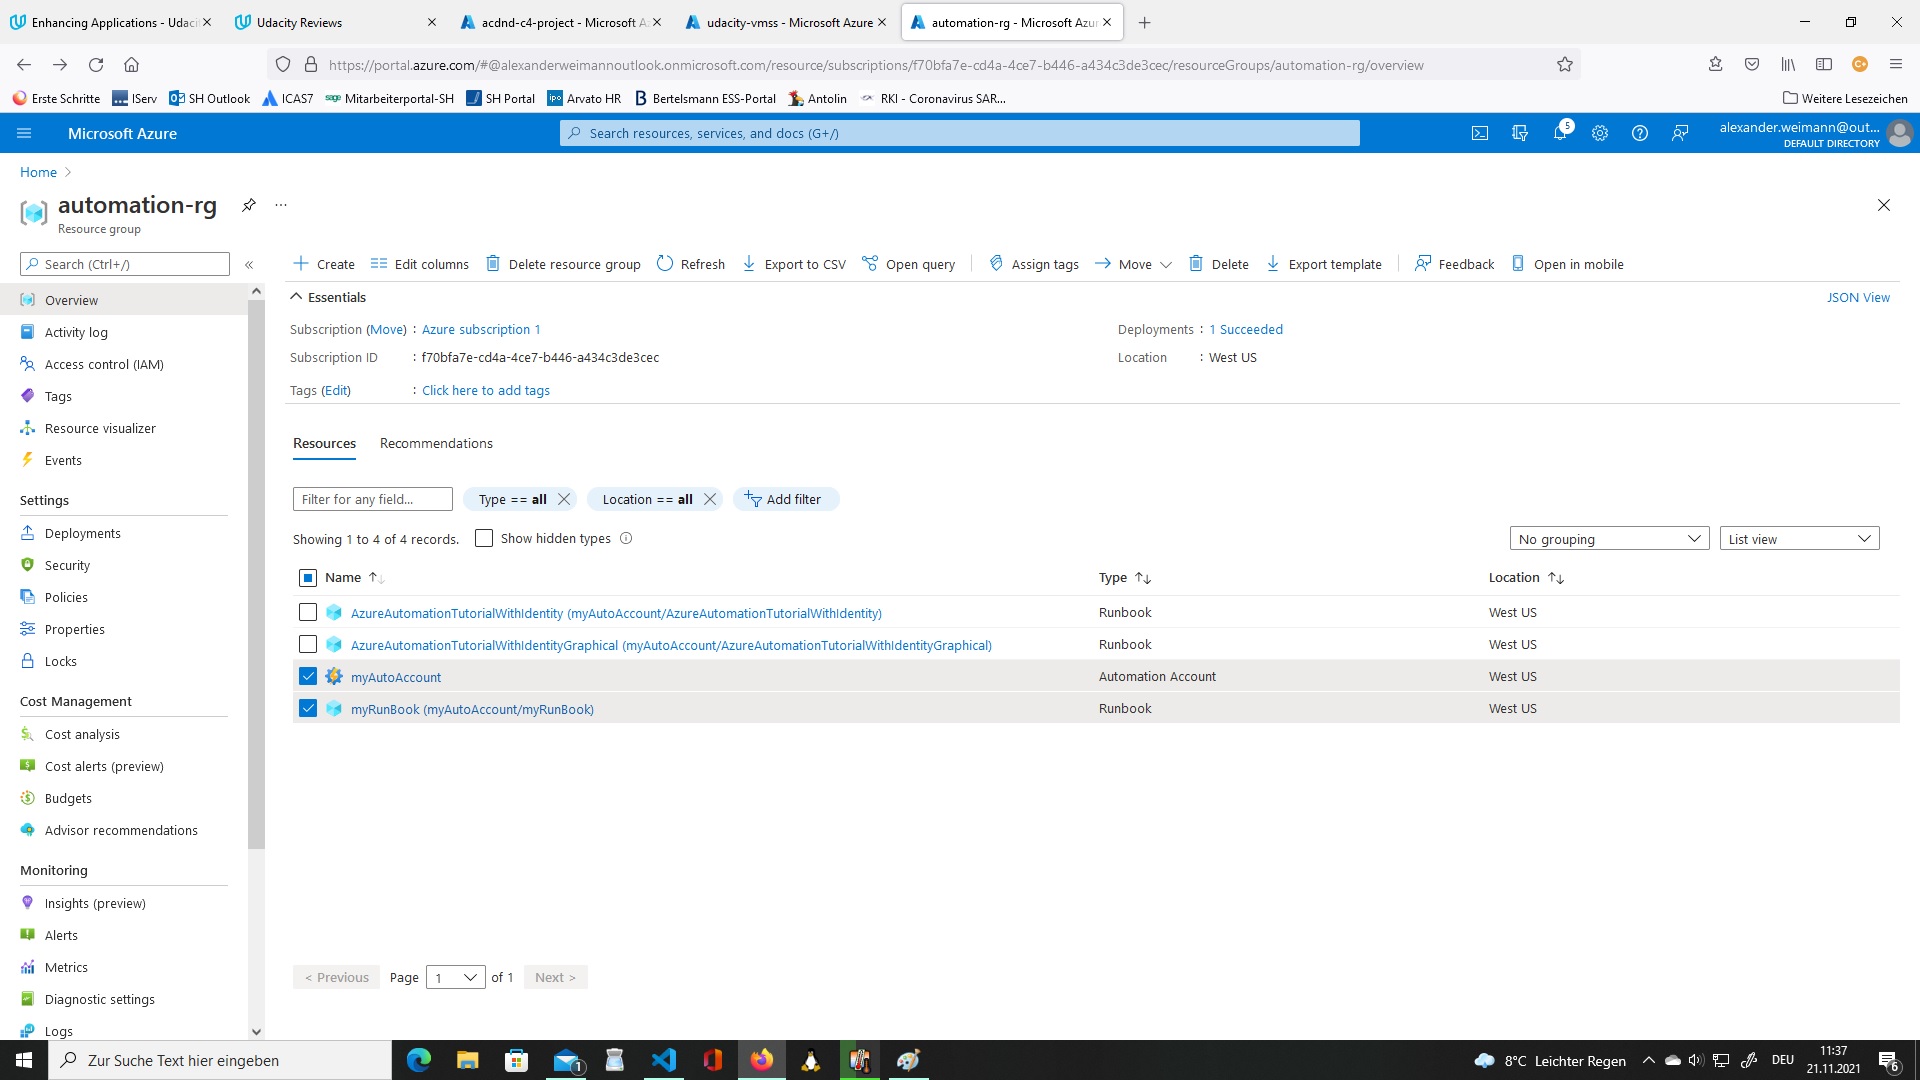 Enhancing Applications - Udaci
Udacity Reviews
acdnd-c4-project - Microsoft A
udacity-vmss - Microsoft Azure
automation-rg - Microsoft Azur
https://portal.azure.com/#@alexanderweimannoutlook.onmicrosoft.com/resource/subscriptions/f70bfa7e-cd4a-4ce7-b446-a434c3de3cec/resourceGroups/automation-rg/overview
Erste Schritte
IServ
SH Outlook
ICAS7
Mitarbeiterportal-SH
SH Portal
Arvato HR
Bertelsmann ESS-Portal
Antolin
RKI - Coronavirus SAR...
Weitere Lesezeichen
Microsoft Azure
Search resources, services, and docs (G+/)
5
alexander.weimann@out...
DEFAULT DIRECTORY
Home
automation-rg
...
Resource group
Search (Ctrl+/)
Create
Edit columns
Delete resource group
Refresh
Export to CSV
Open query
Assign tags
Move
Delete
Export template
Feedback
Open in mobile
Overview
Activity log
Access control (IAM)
Tags
Resource visualizer
Events
Settings
Deployments
Security
Policies
Properties
Locks
Cost Management
Cost analysis
Cost alerts (preview)
Budgets
Advisor recommendations
Monitoring
Insights (preview)
Alerts
Metrics
Diagnostic settings
Logs
Essentials
JSON View
Subscription (Move) : Azure subscription 1
Subscription ID : f70bfa7e-cd4a-4ce7-b446-a434c3de3cec
Tags (Edit) : Click here to add tags
Deployments : 1 Succeeded
Location : West US
Resources
Recommendations
Filter for any field...
Type == all
Location == all
Add filter
Showing 1 to 4 of 4 records.
Show hidden types
No grouping
List view
Name
Type
Location
AzureAutomationTutorialWithIdentity (myAutoAccount/AzureAutomationTutorialWithIdentity) Runbook West US
AzureAutomationTutorialWithIdentityGraphical (myAutoAccount/AzureAutomationTutorialWithIdentityGraphical) Runbook West US
myAutoAccount Automation Account West US
myRunBook (myAutoAccount/myRunBook) Runbook West US
< Previous Page 1 of 1 Next >
Zur Suche Text hier eingeben
1
8°C Leichter Regen
DEU
11:37
21.11.2021
6